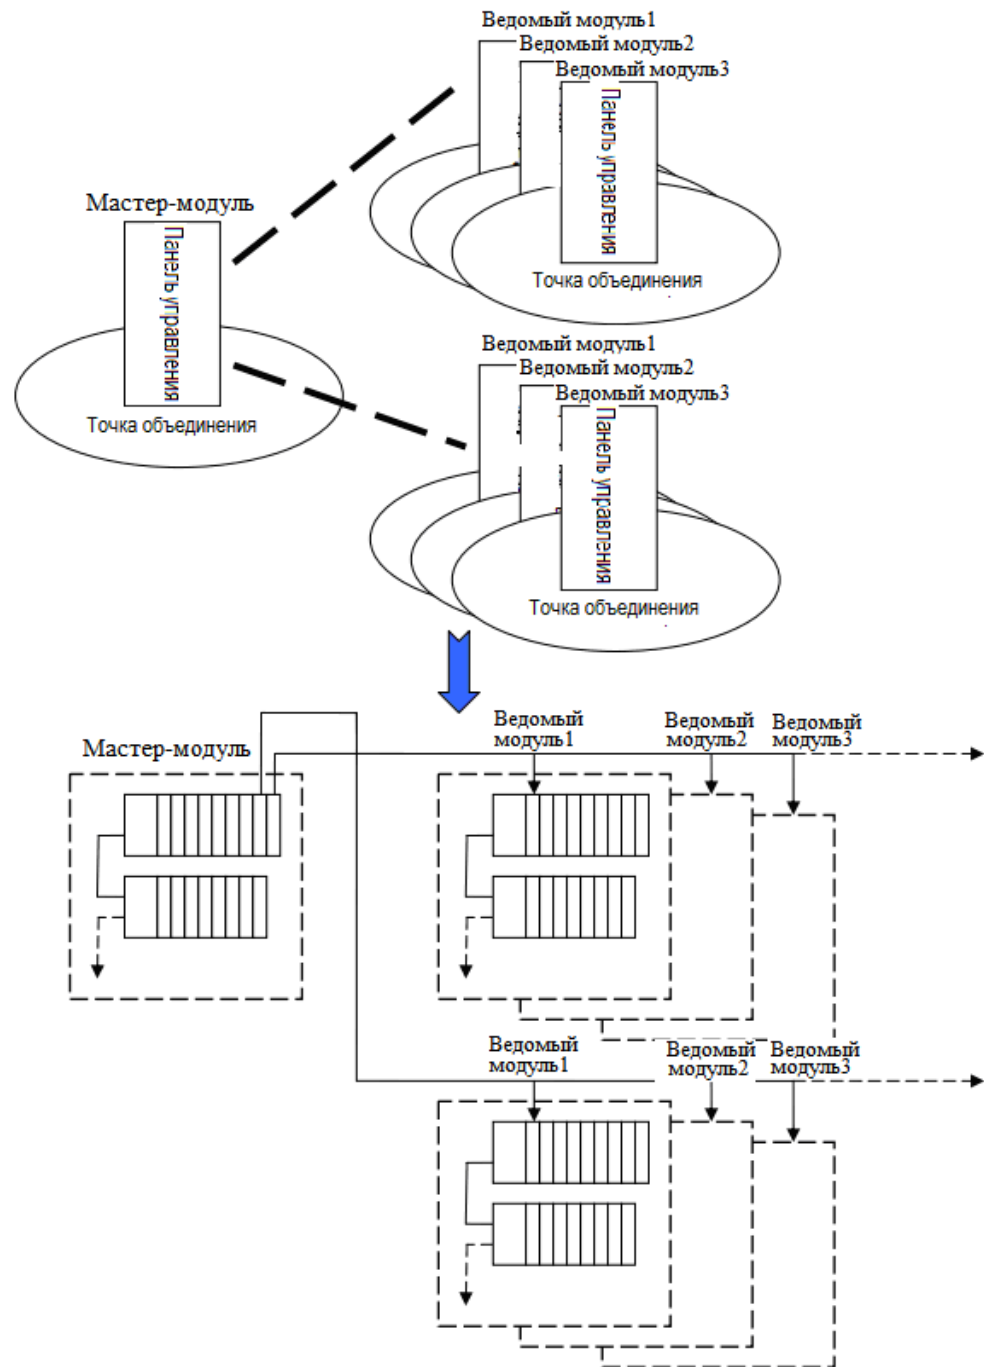 Ведомый модуль1
Ведомый модуль2
Ведомый модуль3
Панель управления
Точка объединения
Мастер-модуль
Панель управления
Точка объединения
Ведомый модуль1
Ведомый модуль2
Ведомый модуль3
Панель управления
Точка объединения
Мастер-модуль
Ведомый
модуль1
Ведомый
модуль2
Ведомый
модуль3
Ведомый
модуль1
Ведомый
модуль2
Ведомый
модуль3